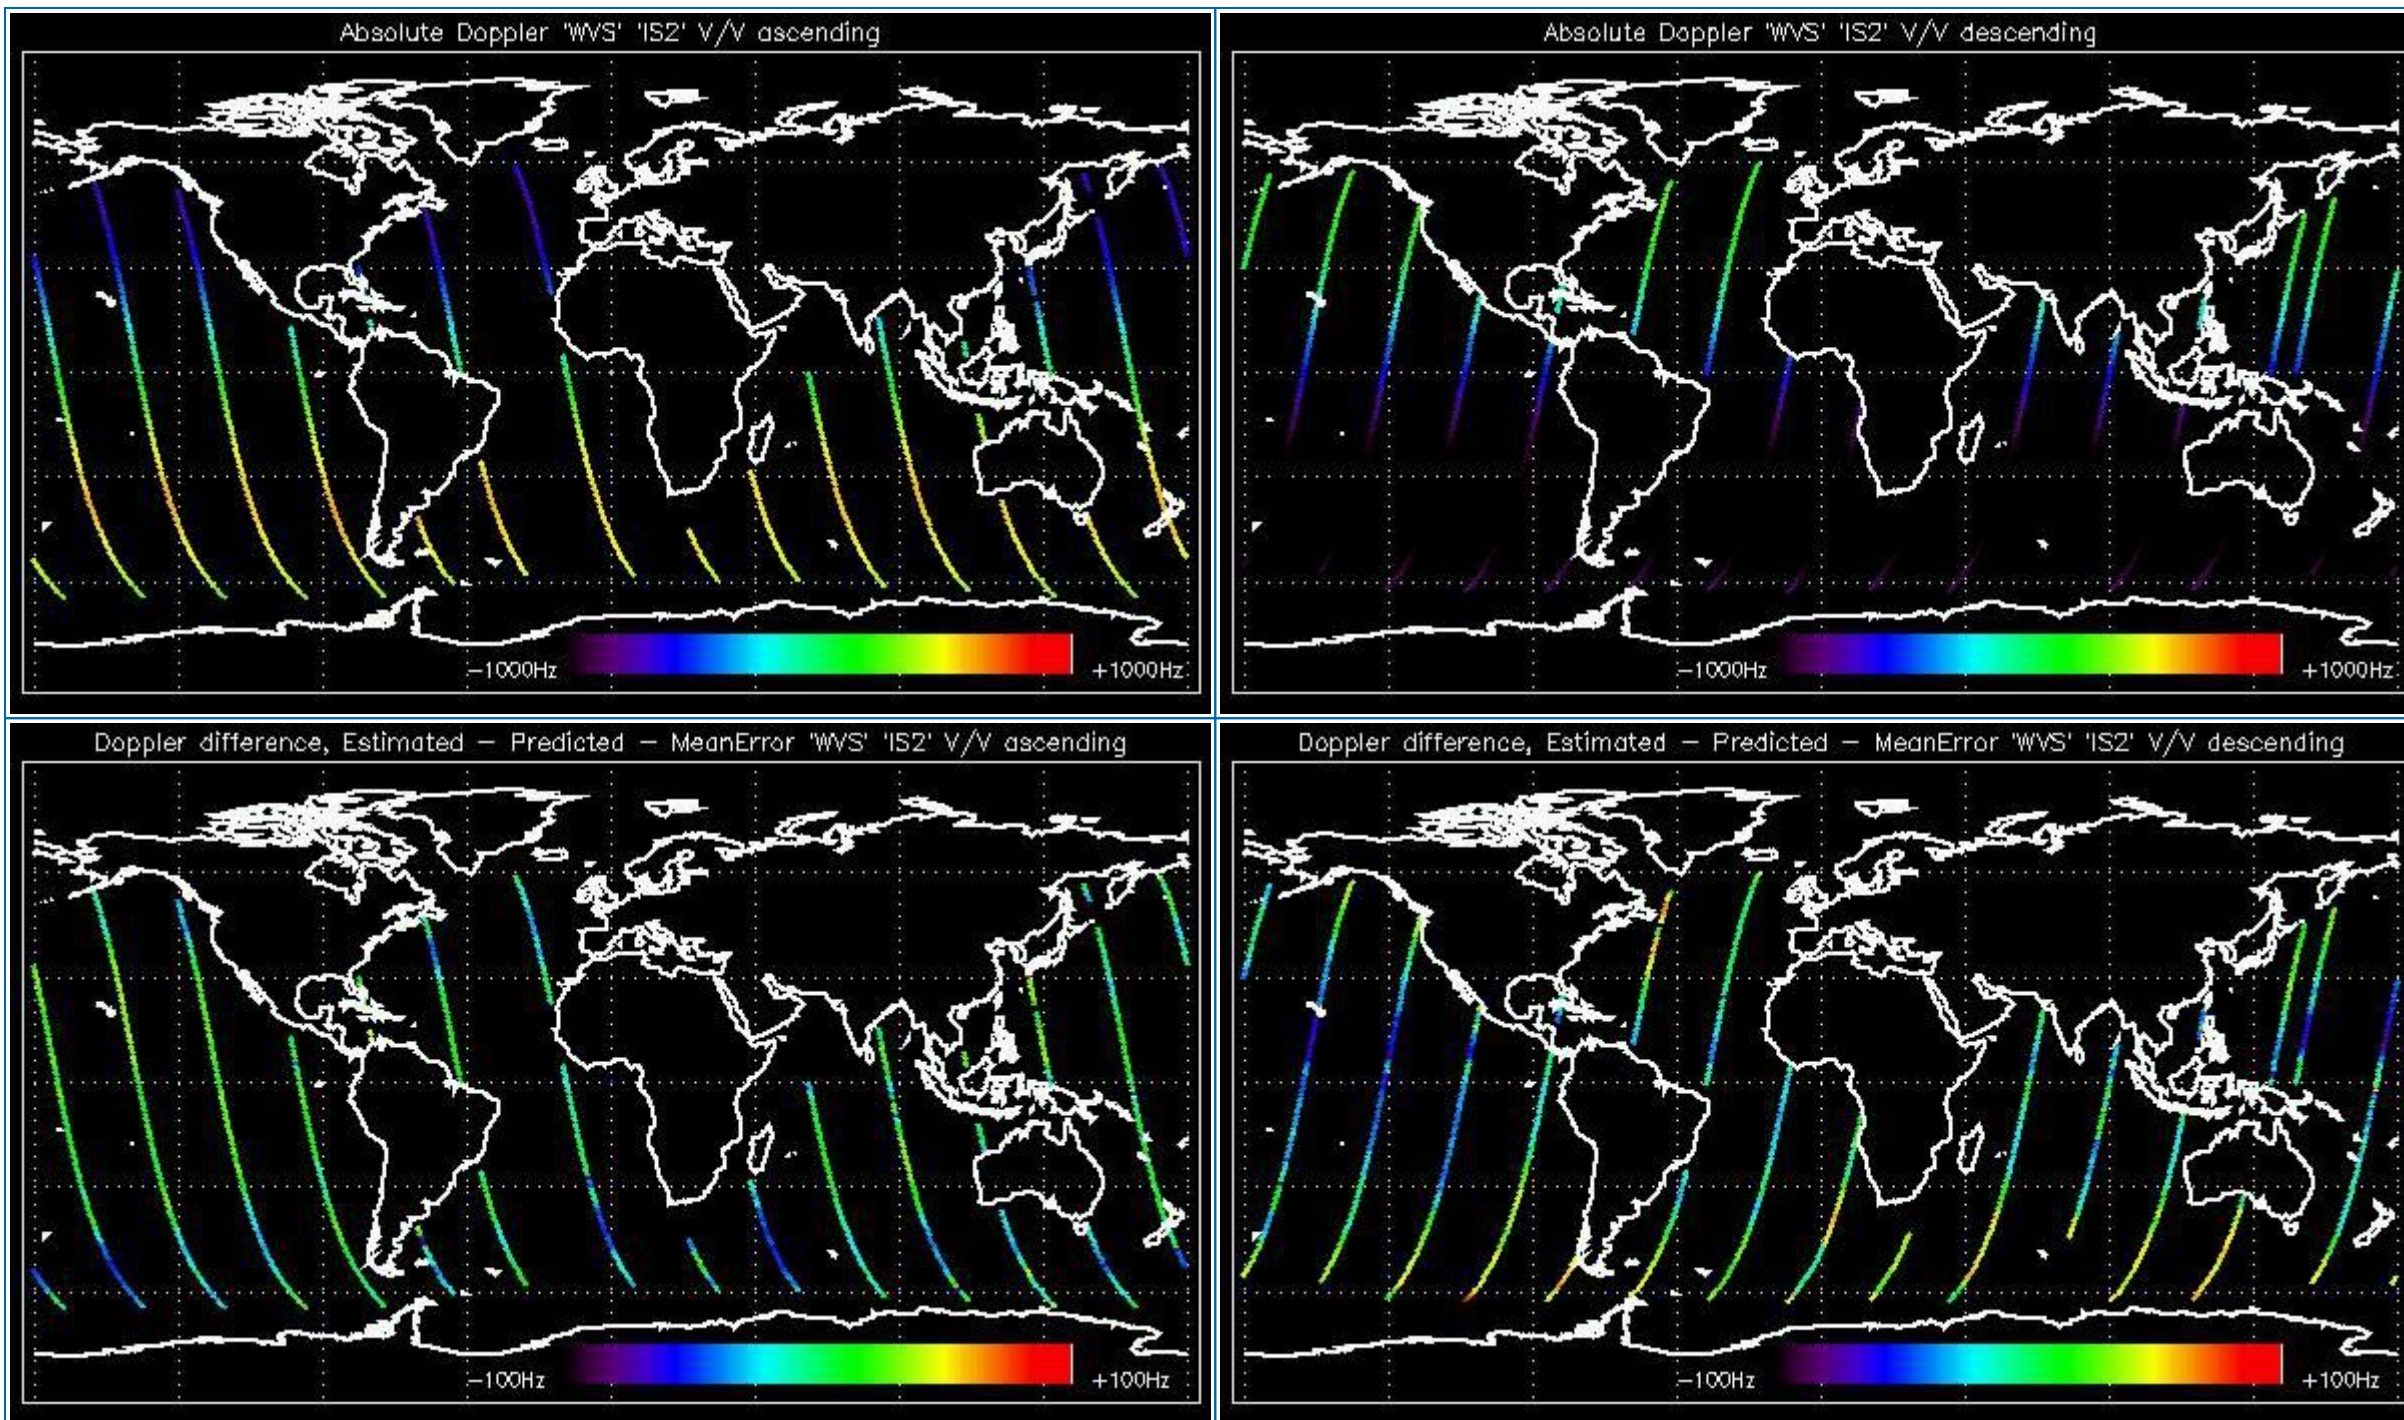 Absolute Doppler 'WVS' 'IS2' V/V ascending
−1000Hz
+1000Hz
Absolute Doppler 'WVS' 'IS2' V/V descending
−1000Hz
+1000Hz
Doppler difference, Estimated − Predicted − MeanError 'WVS' 'IS2' V/V ascending
−100Hz
+100Hz
Doppler difference, Estimated − Predicted − MeanError 'WVS' 'IS2' V/V descending
−100Hz
+100Hz